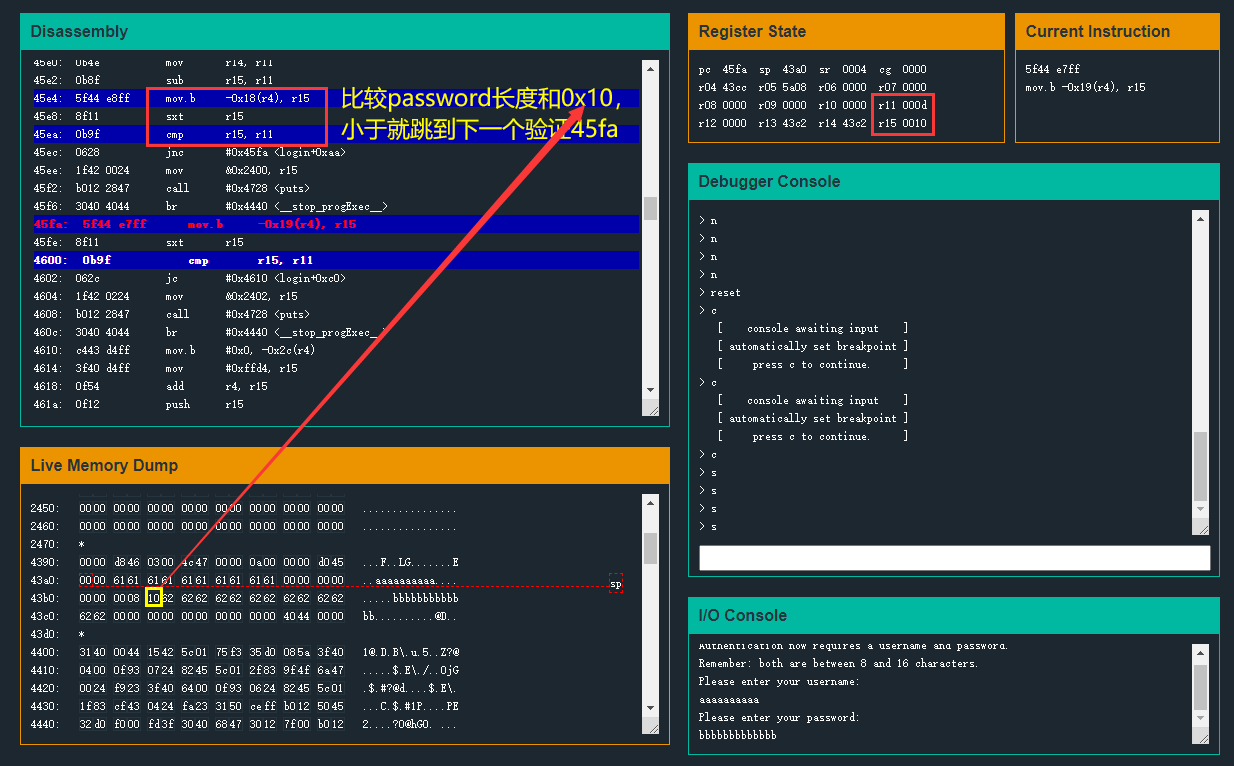 Disassembly
45e0: 0b4e mov r14, r11
45e2: 0b8f sub r15, r11
45e4: 5f44 e8ff mov.b -0x18(r4), r15
45e8: 8f11 sxt r15
45ea: 0b9f cmp r15, r11
45ec: 0628 jnc #0x45fa <login+0xaa>
45ee: 1f42 0024 mov &0x2400, r15
45f2: b012 2847 call #0x4728 <puts>
45f6: 3040 4044 br #0x4440 <__stop_progExec__>
45fa: 5f44 e7ff mov.b -0x19(r4), r15
45fe: 8f11 sxt r15
4600: 0b9f cmp r15, r11
4602: 062c jc #0x4610 <login+0xc0>
4604: 1f42 0224 mov &0x2402, r15
4608: b012 2847 call #0x4728 <puts>
460c: 3040 4044 br #0x4440 <__stop_progExec__>
4610: c443 d4ff mov.b #0x0, -0x2c(r4)
4614: 3f40 d4ff mov #0xffd4, r15
4618: 0f54 add r4, r15
461a: 0f12 push r15
比较password长度和0x10，
小于就跳到下一个验证45fa
Register State
pc 45fa sp 43a0 sr 0004 cg 0000
r04 43cc r05 5a08 r06 0000 r07 0000
r08 0000 r09 0000 r10 0000 r11 000d
r12 0000 r13 43c2 r14 43c2 r15 0010
Current Instruction
5f44 e7ff
mov.b -0x19(r4), r15
Debugger Console
> n
> n
> n
> n
> reset
> c
[ console awaiting input ]
[ automatically set breakpoint ]
[ press c to continue. ]
> c
[ console awaiting input ]
[ automatically set breakpoint ]
[ press c to continue. ]
> c
> s
> s
> s
> s
Live Memory Dump
2450: 0000 0000 0000 0000 0000 0000 0000 0000 ................
2460: 0000 0000 0000 0000 0000 0000 0000 0000 ................
2470: *
4390: 0000 d846 0300 4c47 0000 0a00 0000 d045 ...F..LG.......E
43a0: 0000 6161 6161 6161 6161 6161 0000 0000 ..aaaaaaaaaa....
sp
43b0: 0000 0008 1062 6262 6262 6262 6262 6262 .....bbbbbbbbbbb
43c0: 6262 0000 0000 0000 0000 0000 4044 0000 bb..........@D..
43d0: *
4400: 3140 0044 1542 5c01 75f3 35d0 085a 3f40 1@.D.B\.u.5..Z?@
4410: 0400 0f93 0724 8245 5c01 2f83 9f4f 6a47 .....$.E\./..OjG
4420: 0024 f923 3f40 6400 0f93 0624 8245 5c01 .$.#?@d....$.E\.
4430: 1f83 cf43 0424 fa23 3150 ceff b012 5045 ...C.$.#1P....PE
4440: 32d0 f000 fd3f 3040 6847 3012 7f00 b012 2....?0@hG0.....
I/O Console
Authentication now requires a username and password.
Remember: both are between 8 and 16 characters.
Please enter your username:
aaaaaaaaaa
Please enter your password:
bbbbbbbbbbbbb